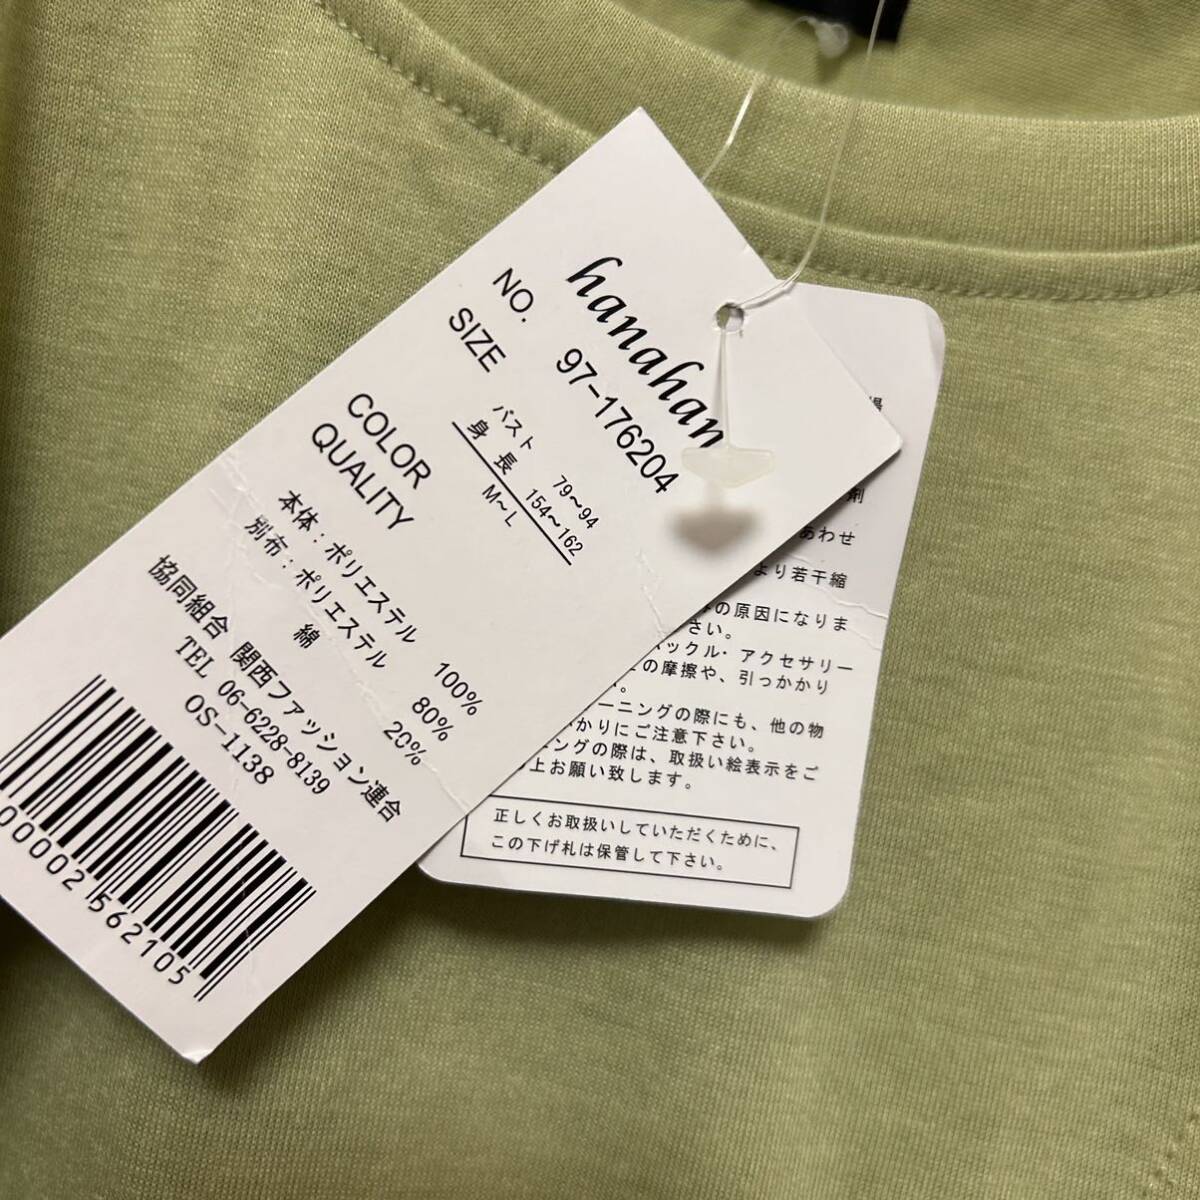 hanahan
NO. 97-176204
SIZE
バスト 79~94
身長 154~162
M~L
COLOR
QUALITY
本体:ポリエステル 100%
別布:ポリエステル 80%
綿 20%
協同組合 関西ファッション連合
TEL 06-6228-8139
OS-1138
00002562105
剤
あわせ
より若干縮
の原因になりま
さい。
バックル・アクセサリー
の摩擦や、引っかかり
。
ーニングの際にも、他の物
かりにご注意下さい。
ングの際は、取扱い絵表示をご
上お願い致します。
正しくお取扱いしていただくために、
この下げ札は保管して下さい。